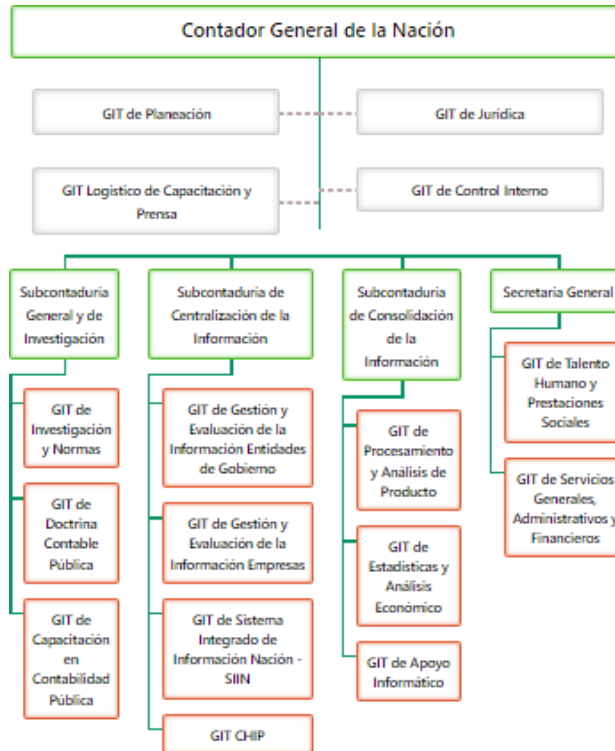 Contador General de la Nación
GIT de Planeación
GIT de Jurídica
GIT Logístico de Capacitación y
Prensa
GIT de Control Interno
Subcontaduría
General y de
Investigación
GIT de
Investigación
y Normas
GIT de
Doctrina
Contable
Pública
GIT de
Capacitación
en
Contabilidad
Pública
Subcontaduría de
Centralización de la
Información
GIT de Gestión y
Evaluación de la
Información Entidades
de Gobierno
GIT de Gestión y
Evaluación de la
Información Empresas
GIT de Sistema
Integrado de
Información Nación -
SIIN
GIT CHIP
Subcontaduría
de Consolidación
de la
Información
GIT de
Procesamiento
y Análisis de
Producto
GIT de
Estadísticas y
Análisis
Económico
GIT de Apoyo
Informático
Secretaría General
GIT de Talento
Humano y
Prestaciones
Sociales
GIT de Servicios
Generales,
Administrativos y
Financieros